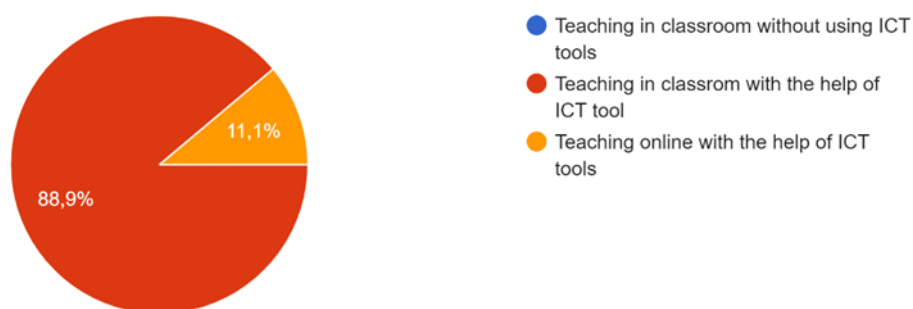 Teaching in classroom without using ICT
tools
Teaching in classrom with the help of
ICT tool
Teaching online with the help of ICT
tools
11,1%
88,9%